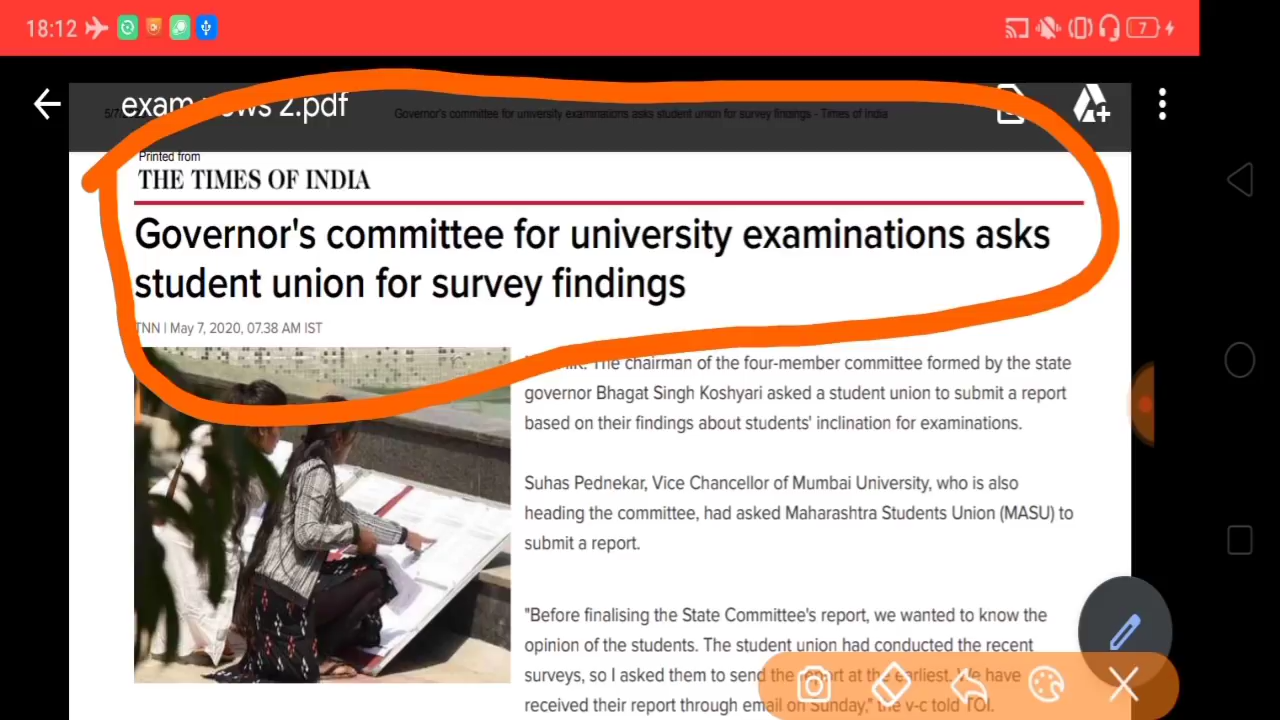 18:12
7
exam news 2.pdf
Governor's committee for university examinations asks student union for survey findings - Times of India
Printed from
THE TIMES OF INDIA
Governor's committee for university examinations asks
student union for survey findings
TNN | May 7, 2020, 07.38 AM IST
The chairman of the four-member committee formed by the state
governor Bhagat Singh Koshyari asked a student union to submit a report
based on their findings about students' inclination for examinations.
Suhas Pednekar, Vice Chancellor of Mumbai University, who is also
heading the committee, had asked Maharashtra Students Union (MASU) to
submit a report.
"Before finalising the State Committee's report, we wanted to know the
opinion of the students. The student union had conducted the recent
surveys, so I asked them to send the report at the earliest. We have
received their report through email on Sunday," the v-c told TOI.